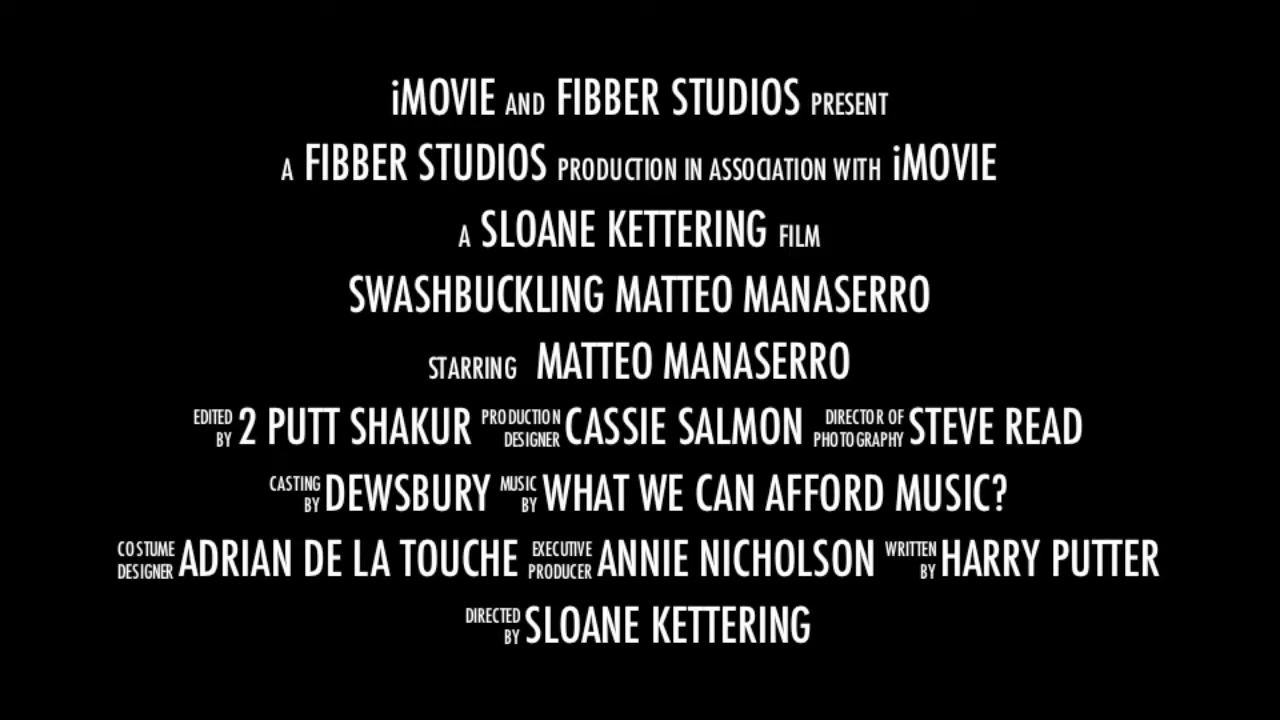 iMOVIE AND FIBBER STUDIOS PRESENT
A FIBBER STUDIOS PRODUCTION IN ASSOCIATION WITH iMOVIE
A SLOANE KETTERING FILM
SWASHBUCKLING MATTEO MANASERRO
STARRING MATTEO MANASERRO
EDITED BY 2 PUTT SHAKUR PRODUCTION DESIGNER CASSIE SALMON DIRECTOR OF PHOTOGRAPHY STEVE READ
CASTING BY DEWSBURY MUSIC BY WHAT WE CAN AFFORD MUSIC?
COSTUME DESIGNER ADRIAN DE LA TOUCHE EXECUTIVE PRODUCER ANNIE NICHOLSON WRITTEN BY HARRY PUTTER
DIRECTED BY SLOANE KETTERING